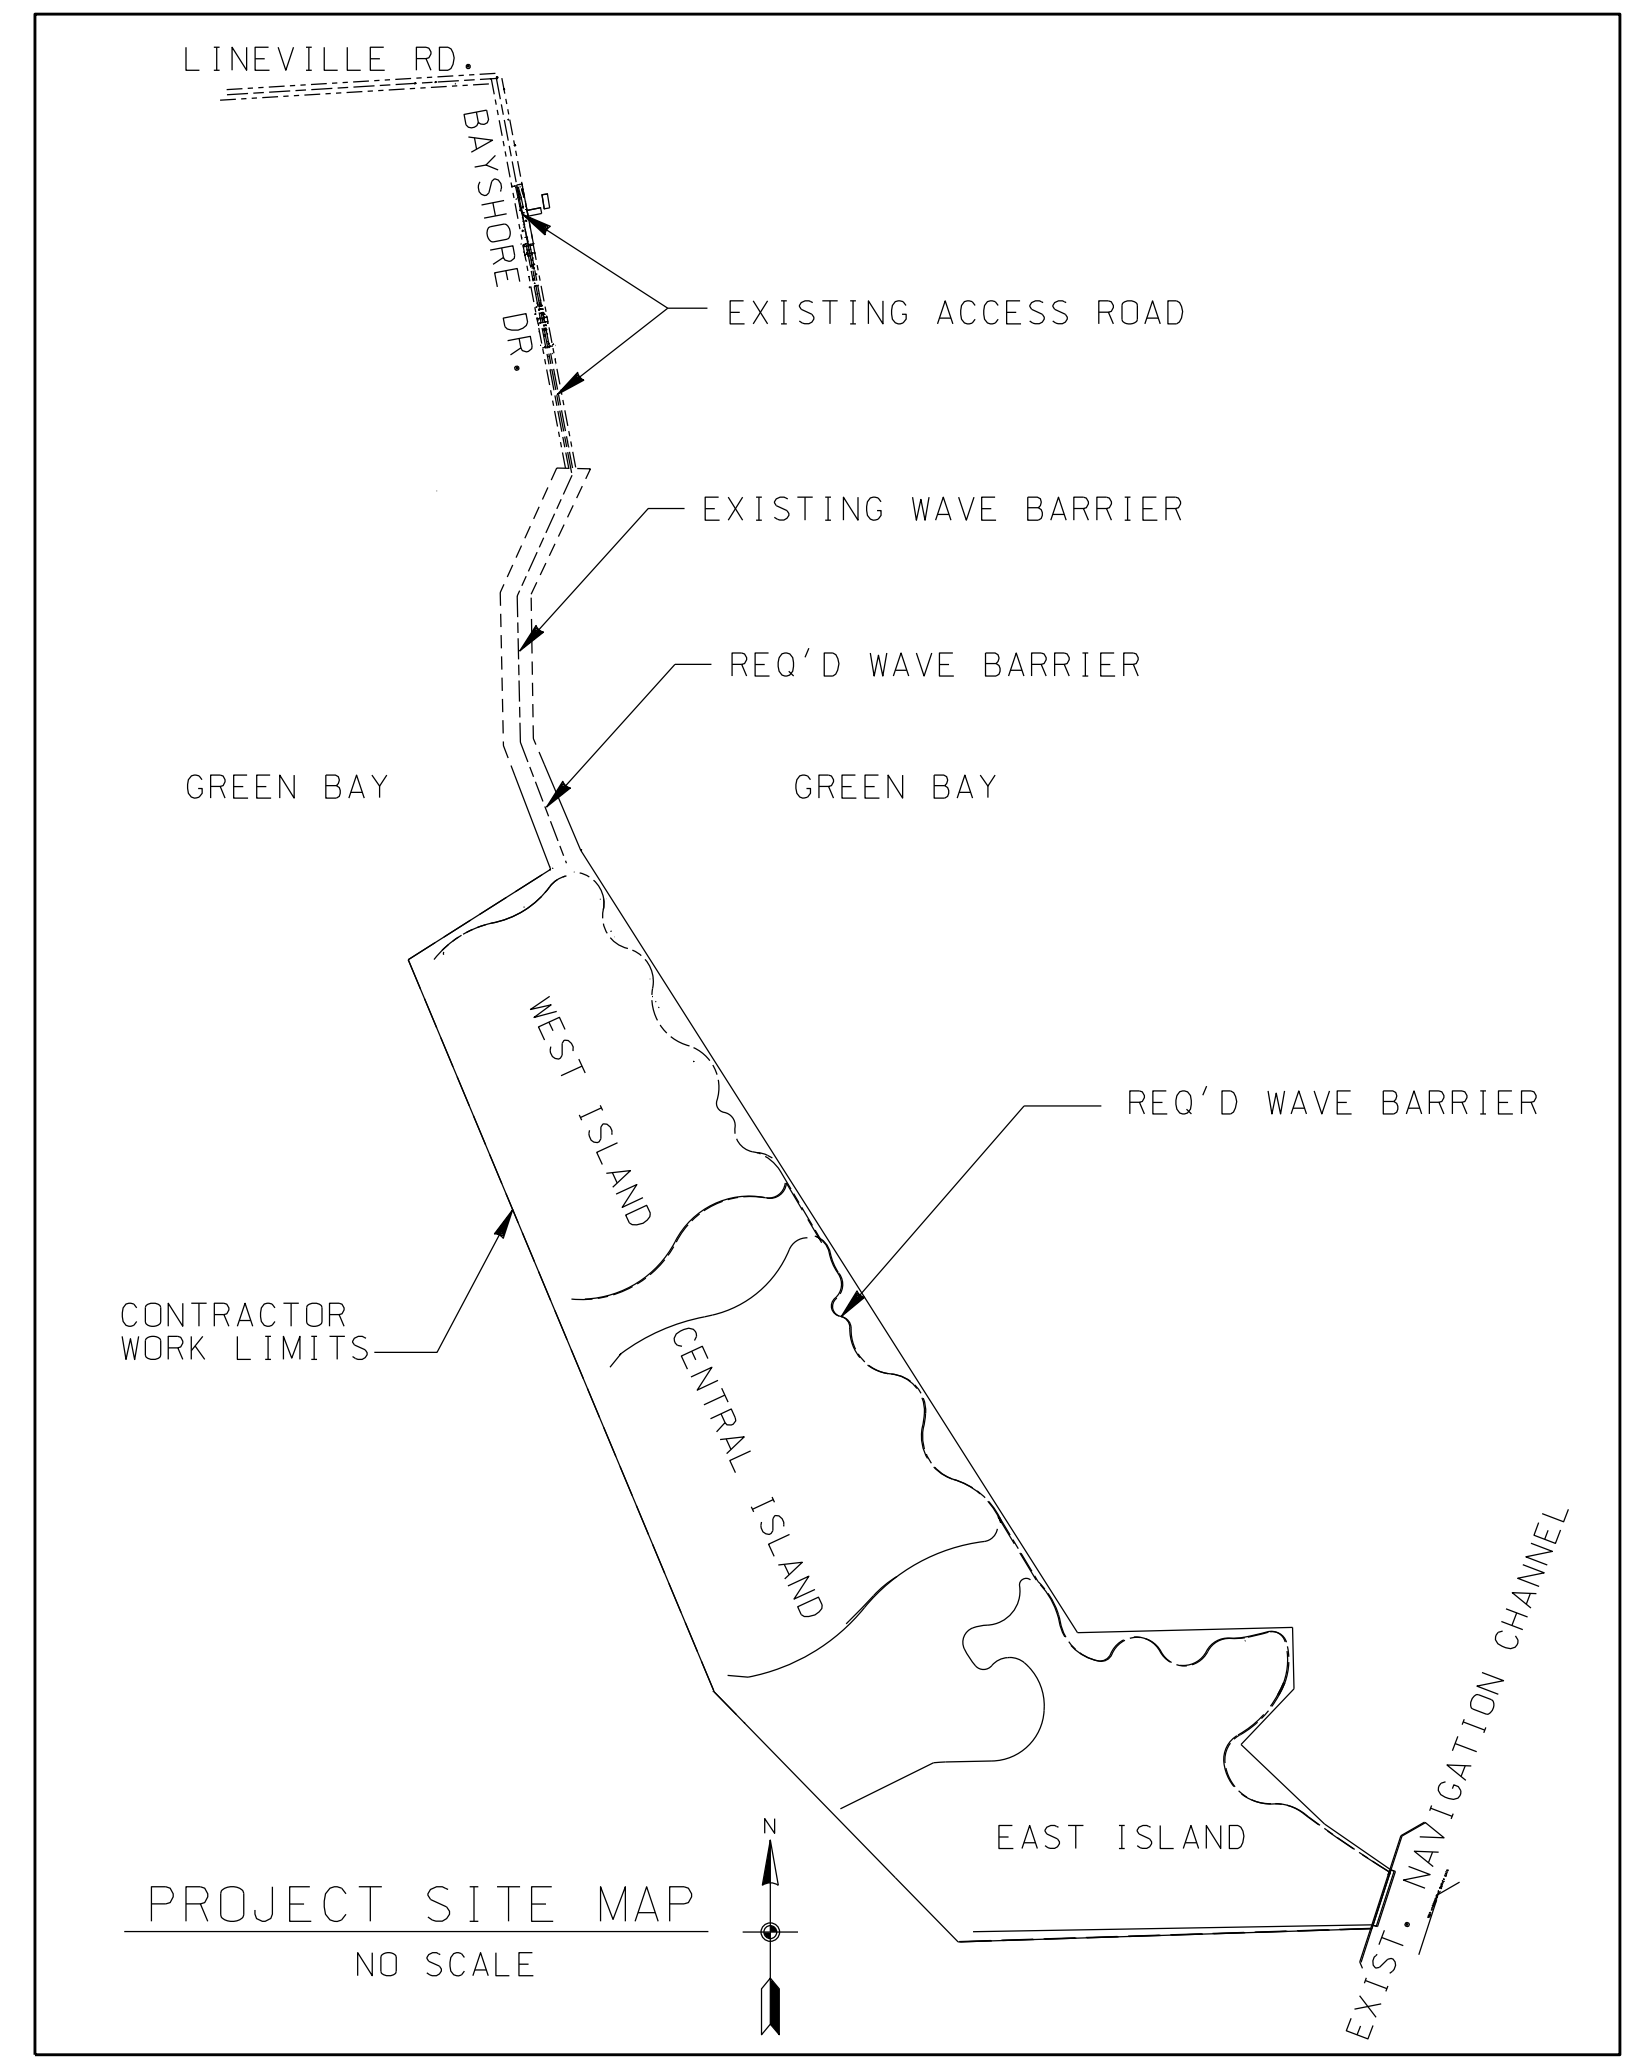 LINEVILLE RD.
BAYSHORE DR.
EXISTING ACCESS ROAD
EXISTING WAVE BARRIER
REQ'D WAVE BARRIER
GREEN BAY
GREEN BAY
WEST ISLAND
REQ'D WAVE BARRIER
CONTRACTOR
WORK LIMITS
CENTRAL ISLAND
EXIST. NAVIGATION CHANNEL
EAST ISLAND
N
PROJECT SITE MAP
NO SCALE